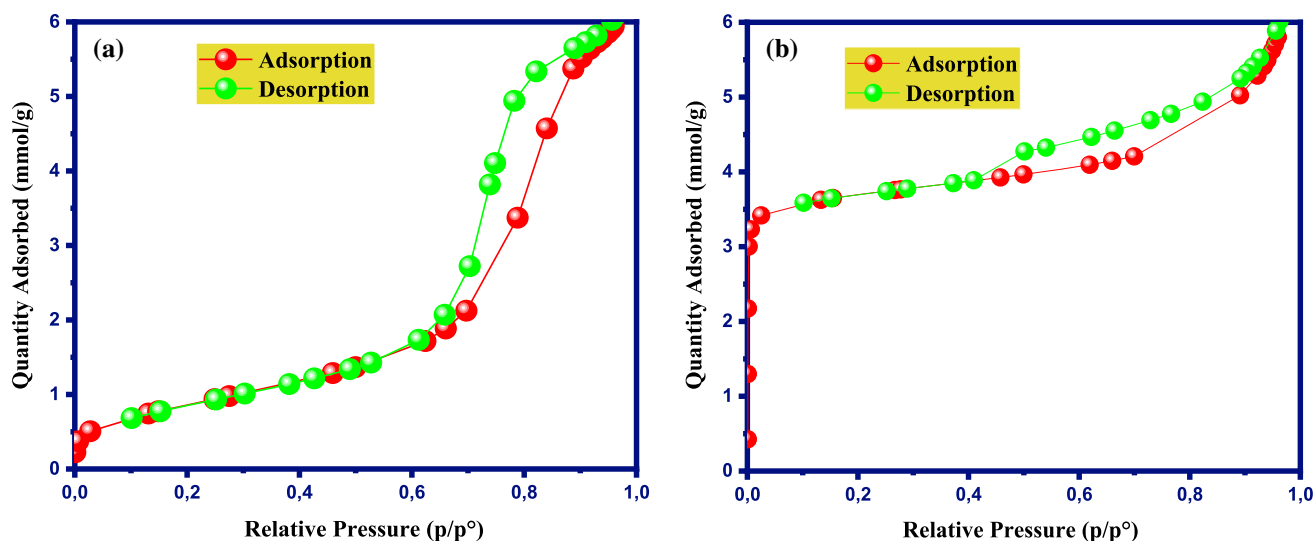 (a)
Adsorption
Desorption
Quantity Adsorbed (mmol/g)
6
5
4
3
2
1
0
0,0 0,2 0,4 0,6 0,8 1,0
Relative Pressure (p/p°)
(b)
Adsorption
Desorption
Quantity Adsorbed (mmol/g)
6
5
4
3
2
1
0
0,0 0,2 0,4 0,6 0,8 1,0
Relative Pressure (p/p°)